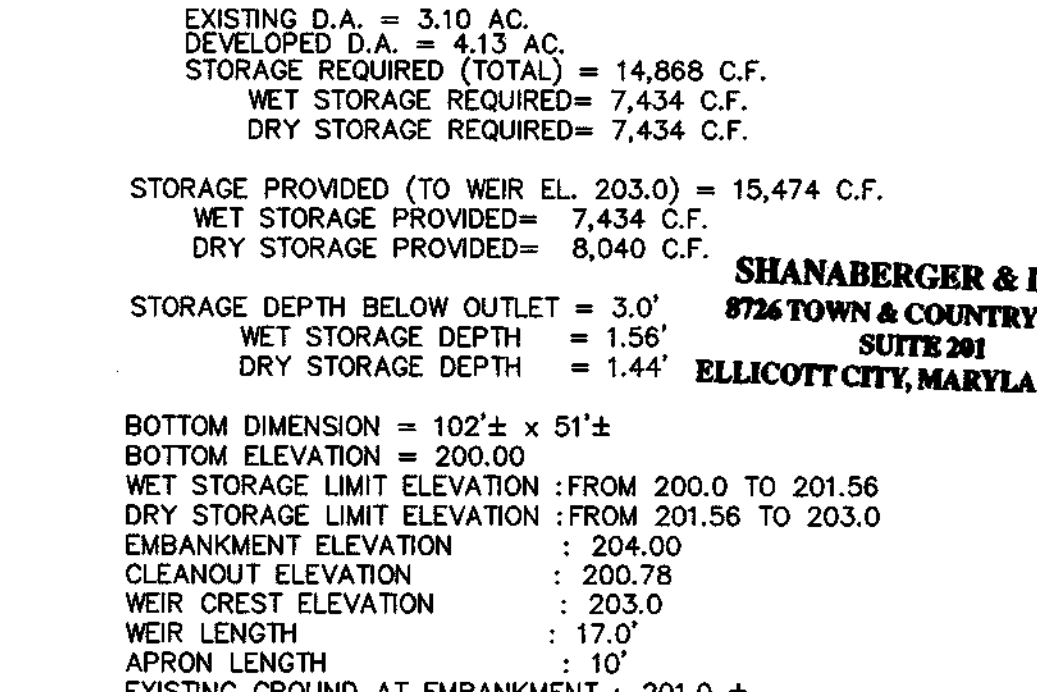 EXISTING D.A. = 3.10 AC.
DEVELOPED D.A. = 4.13 AC.
STORAGE REQUIRED (TOTAL) = 14,868 C.F.
WET STORAGE REQUIRED= 7,434 C.F.
DRY STORAGE REQUIRED= 7,434 C.F.
STORAGE PROVIDED (TO WEIR EL. 203.0) = 15,474 C.F.
WET STORAGE PROVIDED= 7,434 C.F.
DRY STORAGE PROVIDED= 8,040 C.F.
SHANABERGER &
8726 TOWN & COUNTRY
SUITE 201
ELLICOTT CITY, MARYLA
STORAGE DEPTH BELOW OUTLET = 3.0'
WET STORAGE DEPTH = 1.56'
DRY STORAGE DEPTH = 1.44'
BOTTOM DIMENSION = 102'± x 51'±
BOTTOM ELEVATION = 200.00
WET STORAGE LIMIT ELEVATION :FROM 200.0 TO 201.56
DRY STORAGE LIMIT ELEVATION :FROM 201.56 TO 203.0
EMBANKMENT ELEVATION : 204.00
CLEANOUT ELEVATION : 200.78
WEIR CREST ELEVATION : 203.0
WEIR LENGTH : 17.0'
APRON LENGTH : 10'
EXISTING GROUND AT EMBANKMENT : 201.0 ±